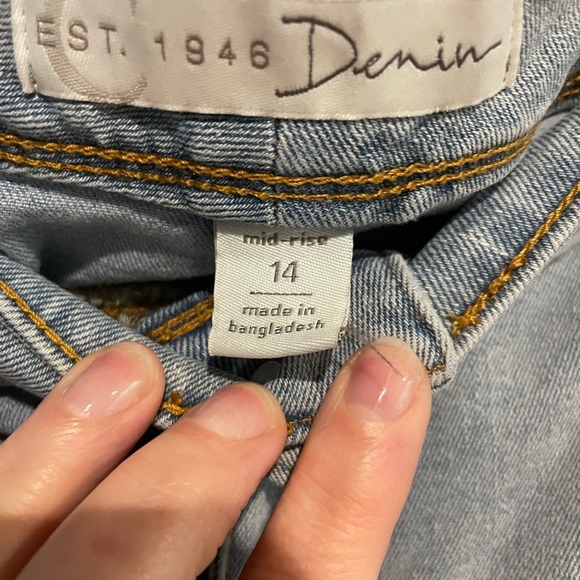 EST. 1946 Denim
mid-rise
14
made in
bangladesh